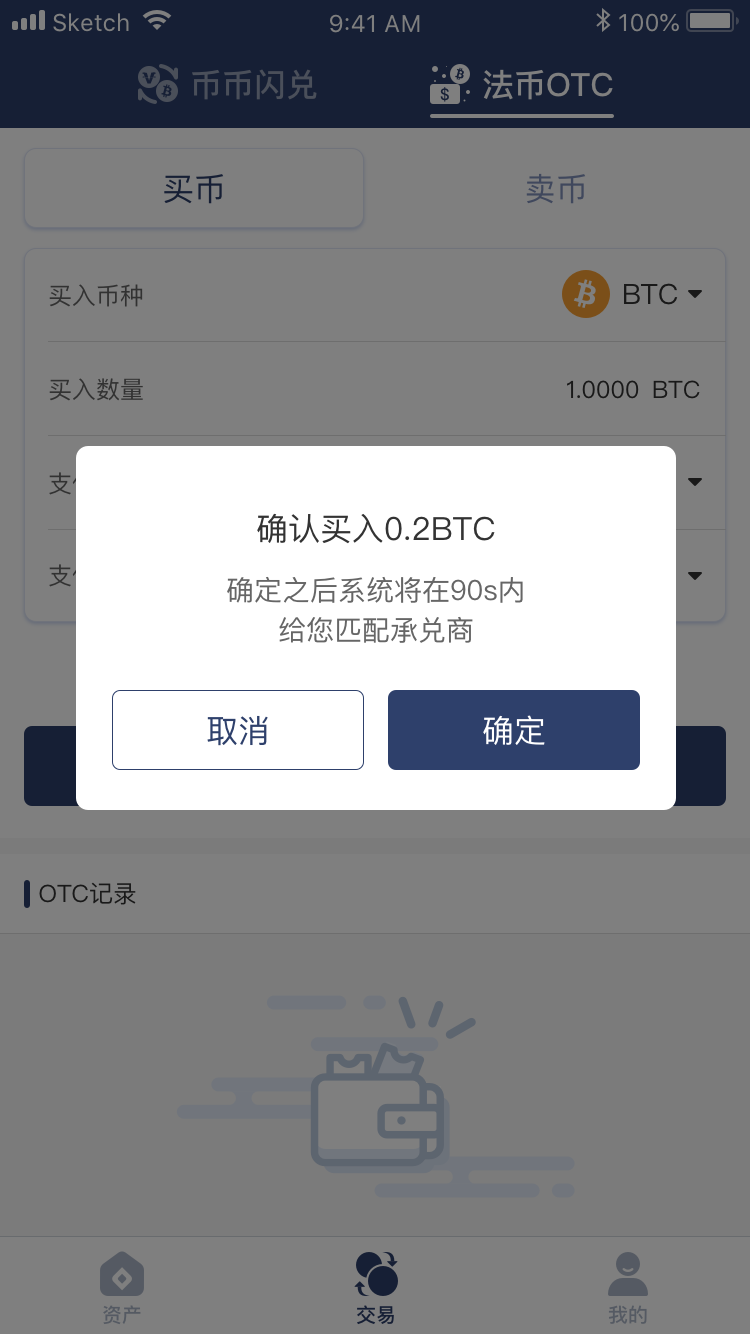 Sketch 9:41 AM 100%
币币闪兑 法币OTC
买币 卖币
买入币种 BTC
买入数量 1.0000 BTC
支
支
确认买入0.2BTC
确定之后系统将在90s内
给您匹配承兑商
取消 确定
OTC记录
资产 交易 我的